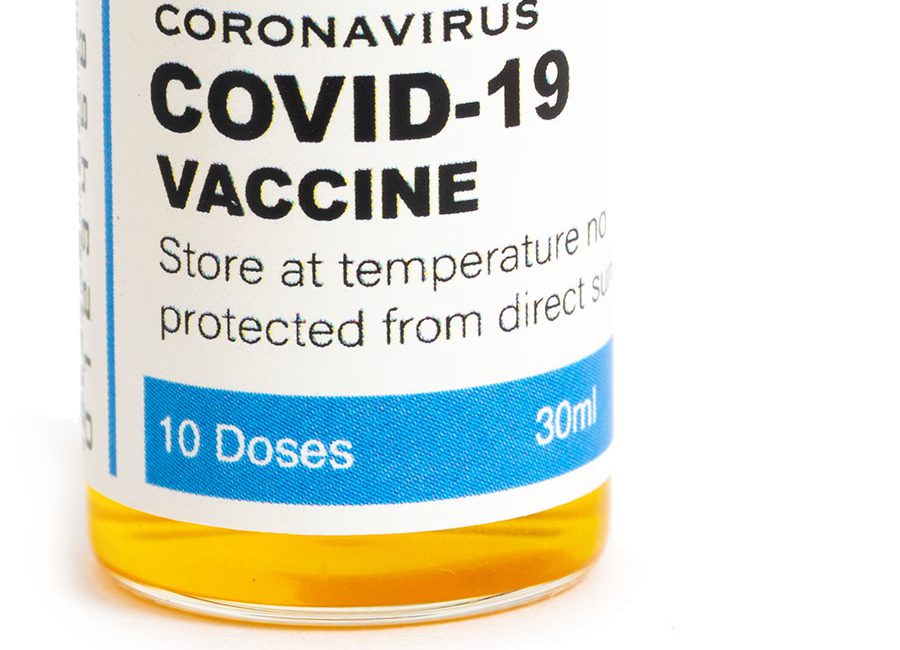 CORONAVIRUS
COVID-19
VACCINE
Store at temperature
protected from direct
10 Doses 30ml